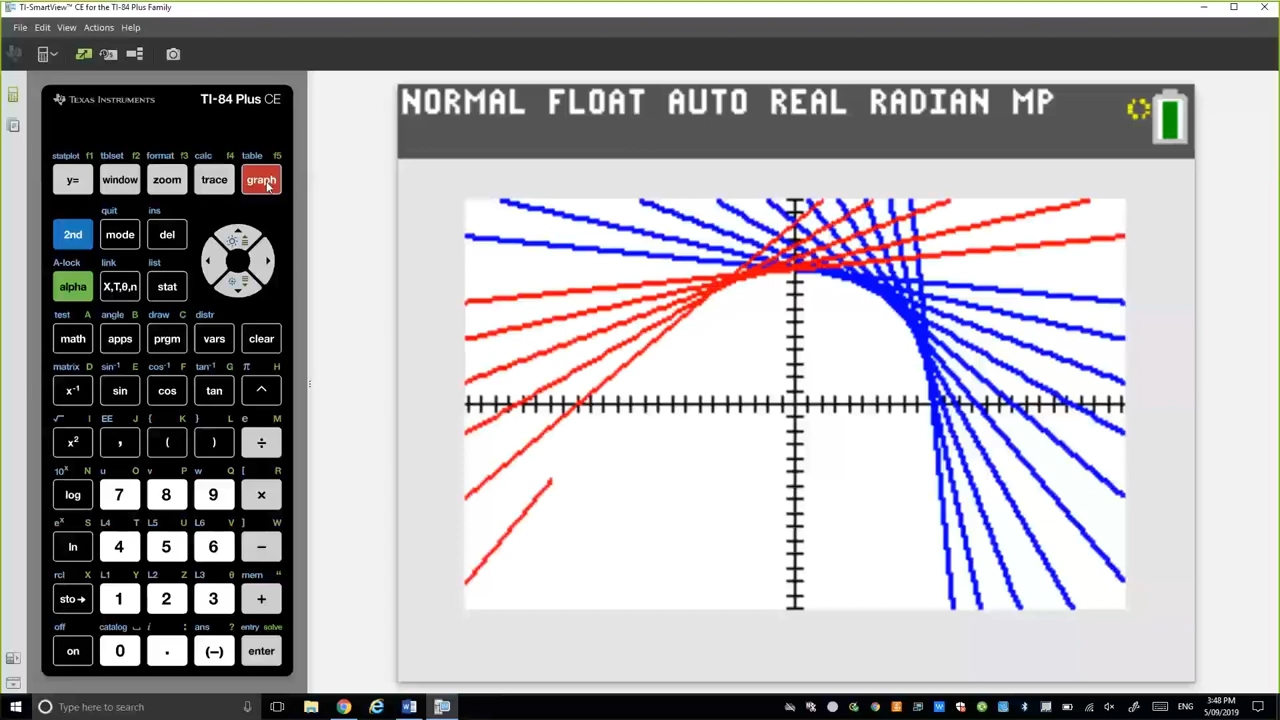 TI-SmartView™ CE for the TI-84 Plus Family
File Edit View Actions Help
TEXAS INSTRUMENTS TI-84 Plus CE
NORMAL FLOAT AUTO REAL RADIAN MP
statplot f1 tblset f2 format f3 calc f4 table f5
y= window zoom trace graph
quit ins
2nd mode del
A-lock link list
alpha X,T,θ,n stat
test A angle B draw C distr
math apps prgm vars clear
matrix D sin⁻¹ E cos⁻¹ F tan⁻¹ G π H
x⁻¹ sin cos tan ^
√ I EE J { K } L e M
x² , ( ) ÷
10ˣ N u O v P w Q [ R
log 7 8 9 ×
eˣ S L4 T L5 U L6 V ] W
ln 4 5 6 −
rcl X L1 Y L2 Z L3 θ mem "
sto→ 1 2 3 +
off catalog i : ans ? entry solve
on 0 . (−) enter
Type here to search
ENG
3:48 PM
5/09/2019